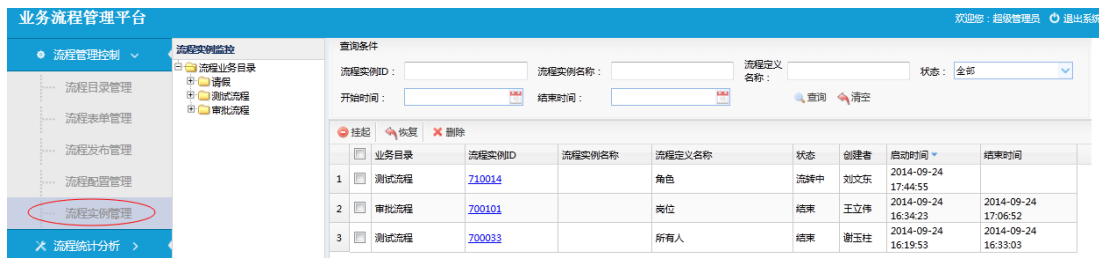 业务流程管理平台
欢迎您：超级管理员 退出系统
流程管理控制
流程目录管理
流程表单管理
流程发布管理
流程配置管理
流程实例管理
流程统计分析
流程实例监控
流程业务目录
请假
测试流程
审批流程
查询条件
流程实例ID： 流程实例名称： 流程定义名称： 状态： 全部
开始时间： 结束时间： 查询 清空
挂起 恢复 删除
业务目录 流程实例ID 流程实例名称 流程定义名称 状态 创建者 启动时间 结束时间
1 测试流程 710014 角色 流转中 刘文东 2014-09-24 17:44:55
2 审批流程 700101 岗位 结束 王立伟 2014-09-24 16:34:23 2014-09-24 17:06:52
3 测试流程 700033 所有人 结束 谢玉柱 2014-09-24 16:19:53 2014-09-24 16:33:03